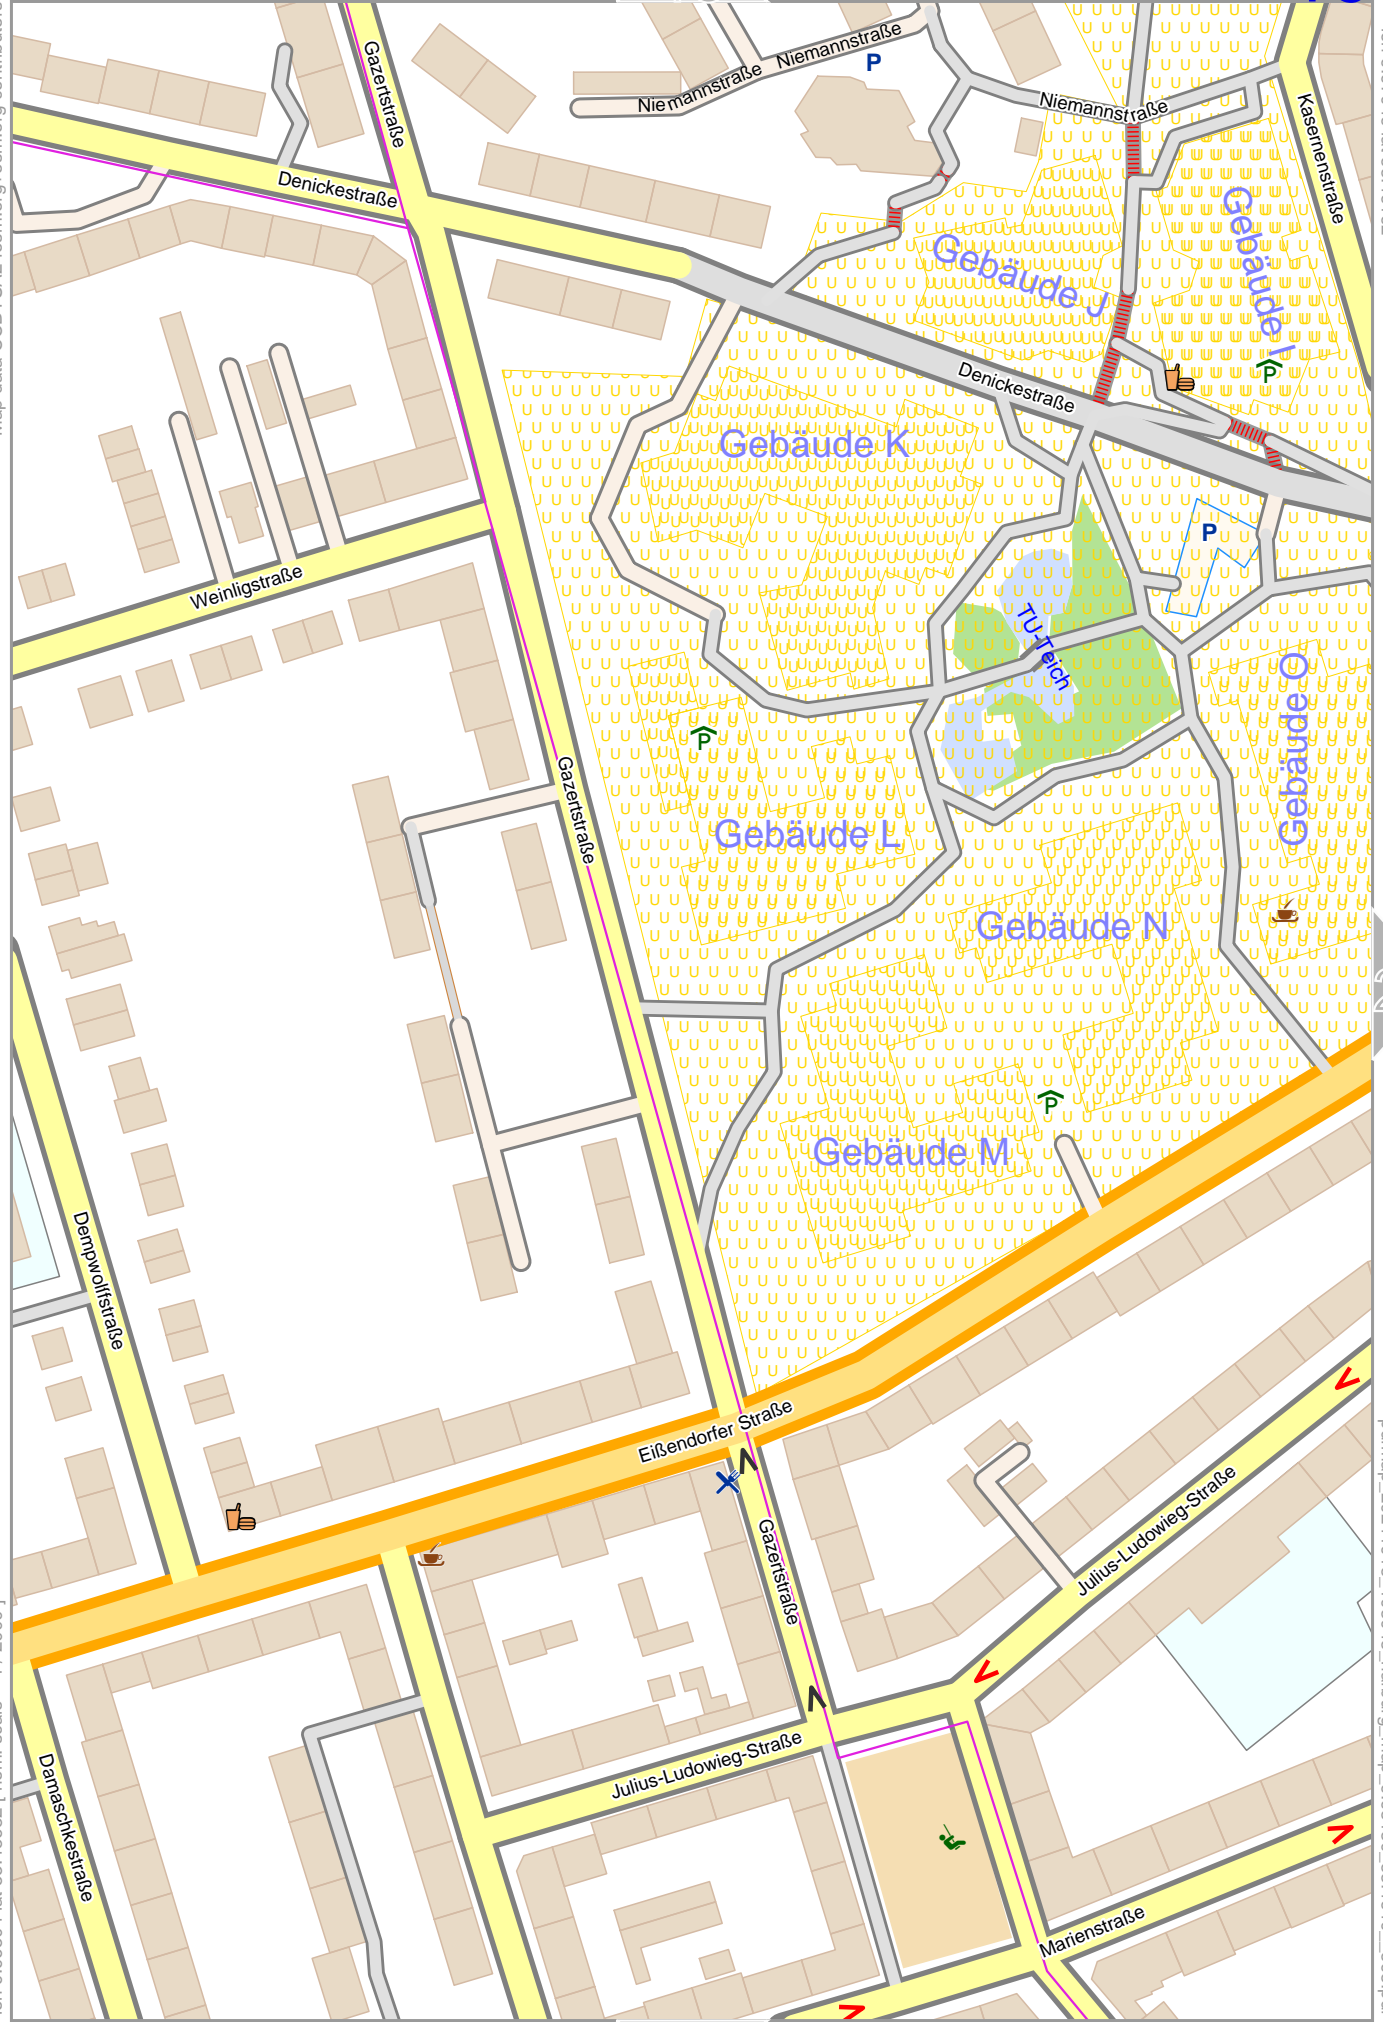 Gazertstraße
Niemannstraße
Niemannstraße
P
Niemannstraße
Kasernenstraße
Denickestraße
Gebäude I
Gebäude J
P
Denickestraße
Gebäude K
P
Weinligstraße
TU-Teich
Gebäude O
P
Gazertstraße
Gebäude L
Gebäude N
P
Gebäude M
Dempwolffstraße
Eißendorfer Straße
Julius-Ludowieg-Straße
Gazertstraße
Julius-Ludowieg-Straße
Damaschkestraße
Marienstraße